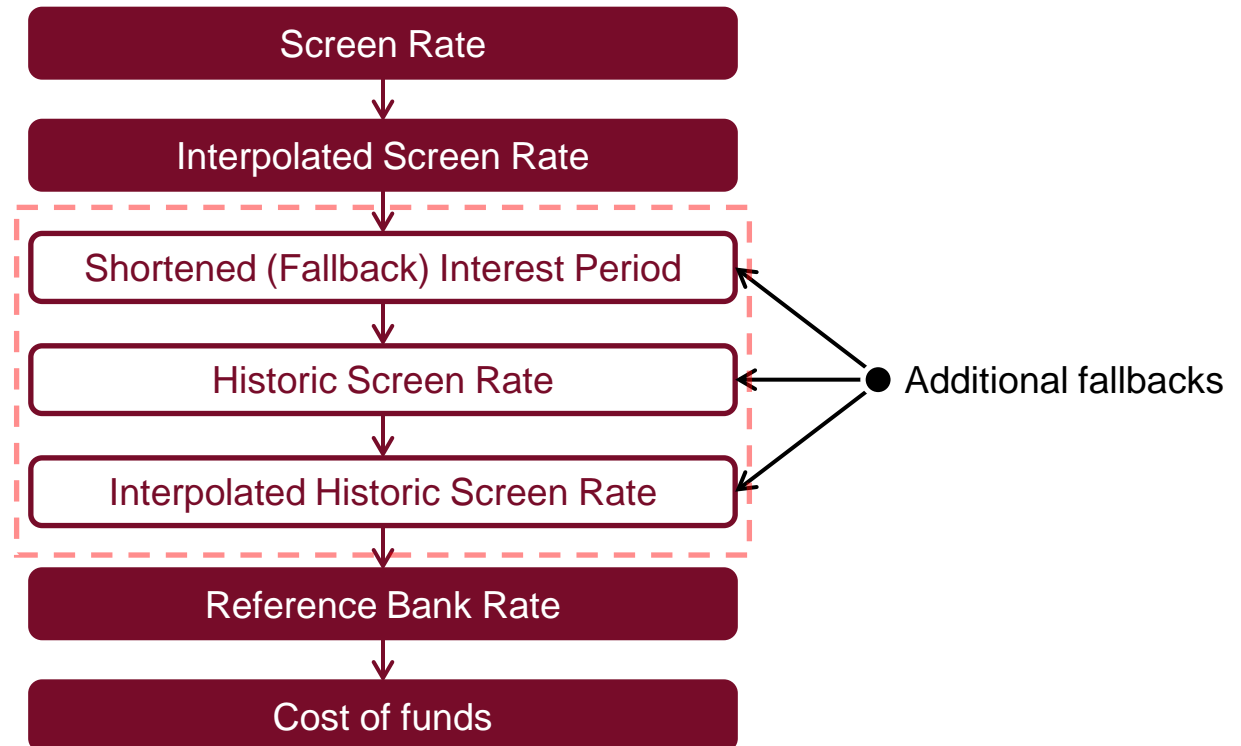 Screen Rate
Interpolated Screen Rate
Shortened (Fallback) Interest Period
Historic Screen Rate
Additional fallbacks
Interpolated Historic Screen Rate
Reference Bank Rate
Cost of funds